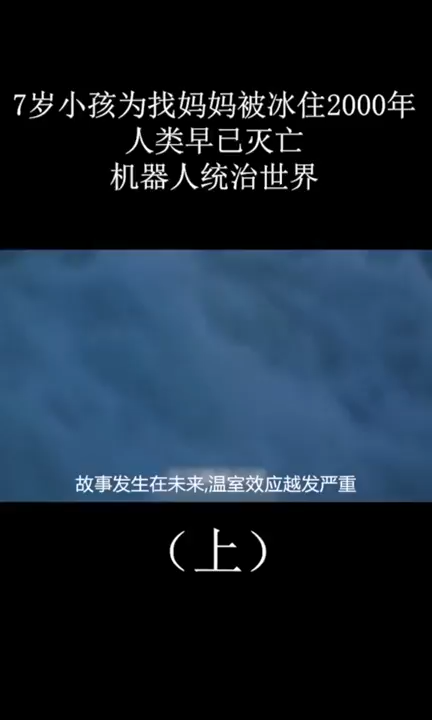 7岁小孩为找妈妈被冰住2000年
人类早已灭亡
机器人统治世界
故事发生在未来,温室效应越发严重
（上）